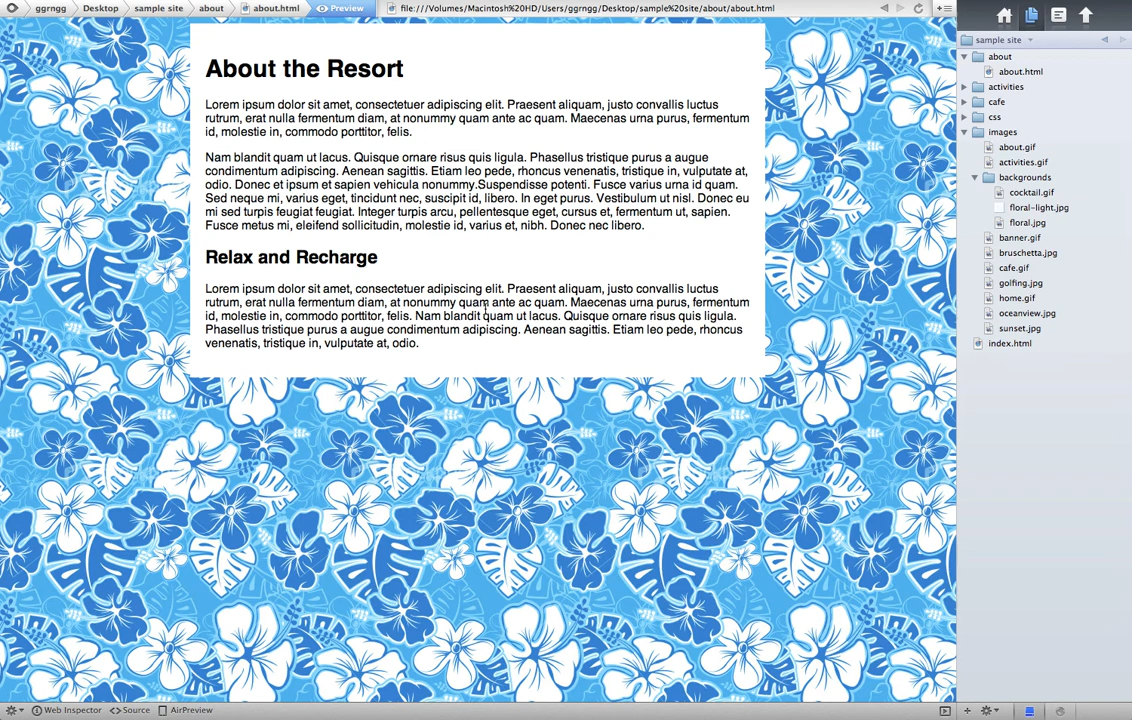 ggrngg Desktop sample site about about.html Preview file:///Volumes/Macintosh%20HD/Users/ggrngg/Desktop/sample%20site/about/about.html
About the Resort
Lorem ipsum dolor sit amet, consectetuer adipiscing elit. Praesent aliquam, justo convallis luctus
rutrum, erat nulla fermentum diam, at nonummy quam ante ac quam. Maecenas urna purus, fermentum
id, molestie in, commodo porttitor, felis.
Nam blandit quam ut lacus. Quisque ornare risus quis ligula. Phasellus tristique purus a augue
condimentum adipiscing. Aenean sagittis. Etiam leo pede, rhoncus venenatis, tristique in, vulputate at,
odio. Donec et ipsum et sapien vehicula nonummy.Suspendisse potenti. Fusce varius urna id quam.
Sed neque mi, varius eget, tincidunt nec, suscipit id, libero. In eget purus. Vestibulum ut nisl. Donec eu
mi sed turpis feugiat feugiat. Integer turpis arcu, pellentesque eget, cursus et, fermentum ut, sapien.
Fusce metus mi, eleifend sollicitudin, molestie id, varius et, nibh. Donec nec libero.
Relax and Recharge
Lorem ipsum dolor sit amet, consectetuer adipiscing elit. Praesent aliquam, justo convallis luctus
rutrum, erat nulla fermentum diam, at nonummy quam ante ac quam. Maecenas urna purus, fermentum
id, molestie in, commodo porttitor, felis. Nam blandit quam ut lacus. Quisque ornare risus quis ligula.
Phasellus tristique purus a augue condimentum adipiscing. Aenean sagittis. Etiam leo pede, rhoncus
venenatis, tristique in, vulputate at, odio.
sample site
about
about.html
activities
cafe
css
images
about.gif
activities.gif
backgrounds
cocktail.gif
floral-light.jpg
floral.jpg
banner.gif
bruschetta.jpg
cafe.gif
golfing.jpg
home.gif
oceanview.jpg
sunset.jpg
index.html
Web Inspector Source AirPreview